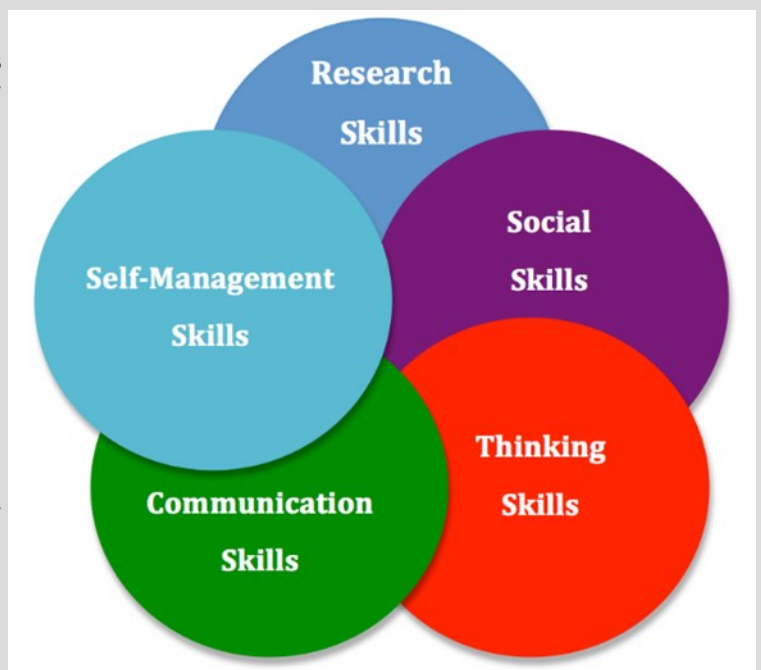 Research
Skills
Social
Skills
Self-Management
Skills
Thinking
Skills
Communication
Skills